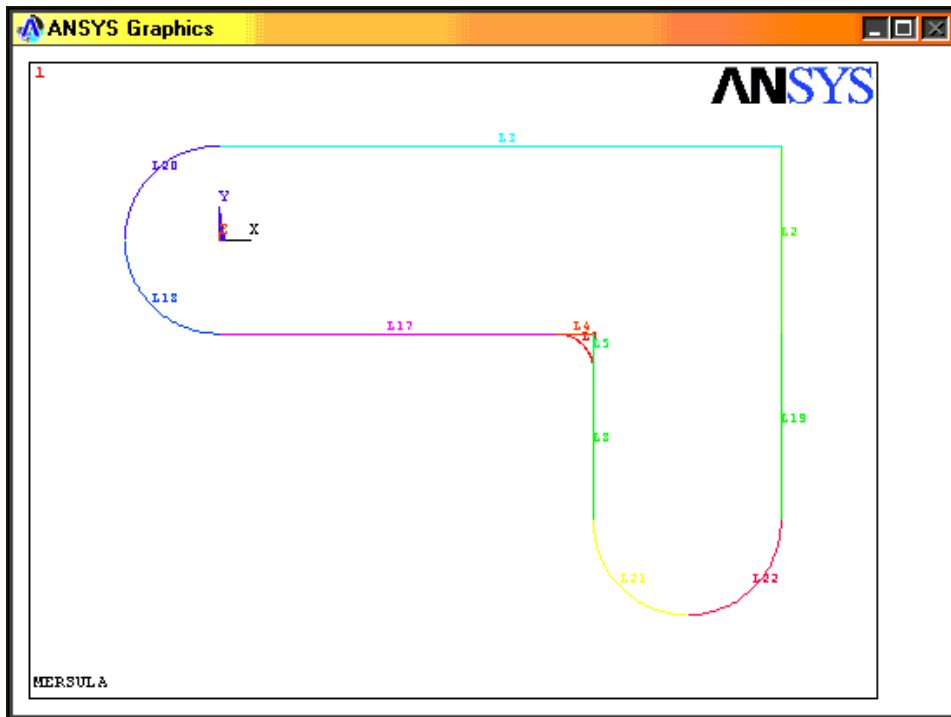 ANSYS Graphics
1
ANSYS
L3
L20
Y
Z X
L2
L18
L17
L4
L5
L19
L8
L21
L22
MERSULA